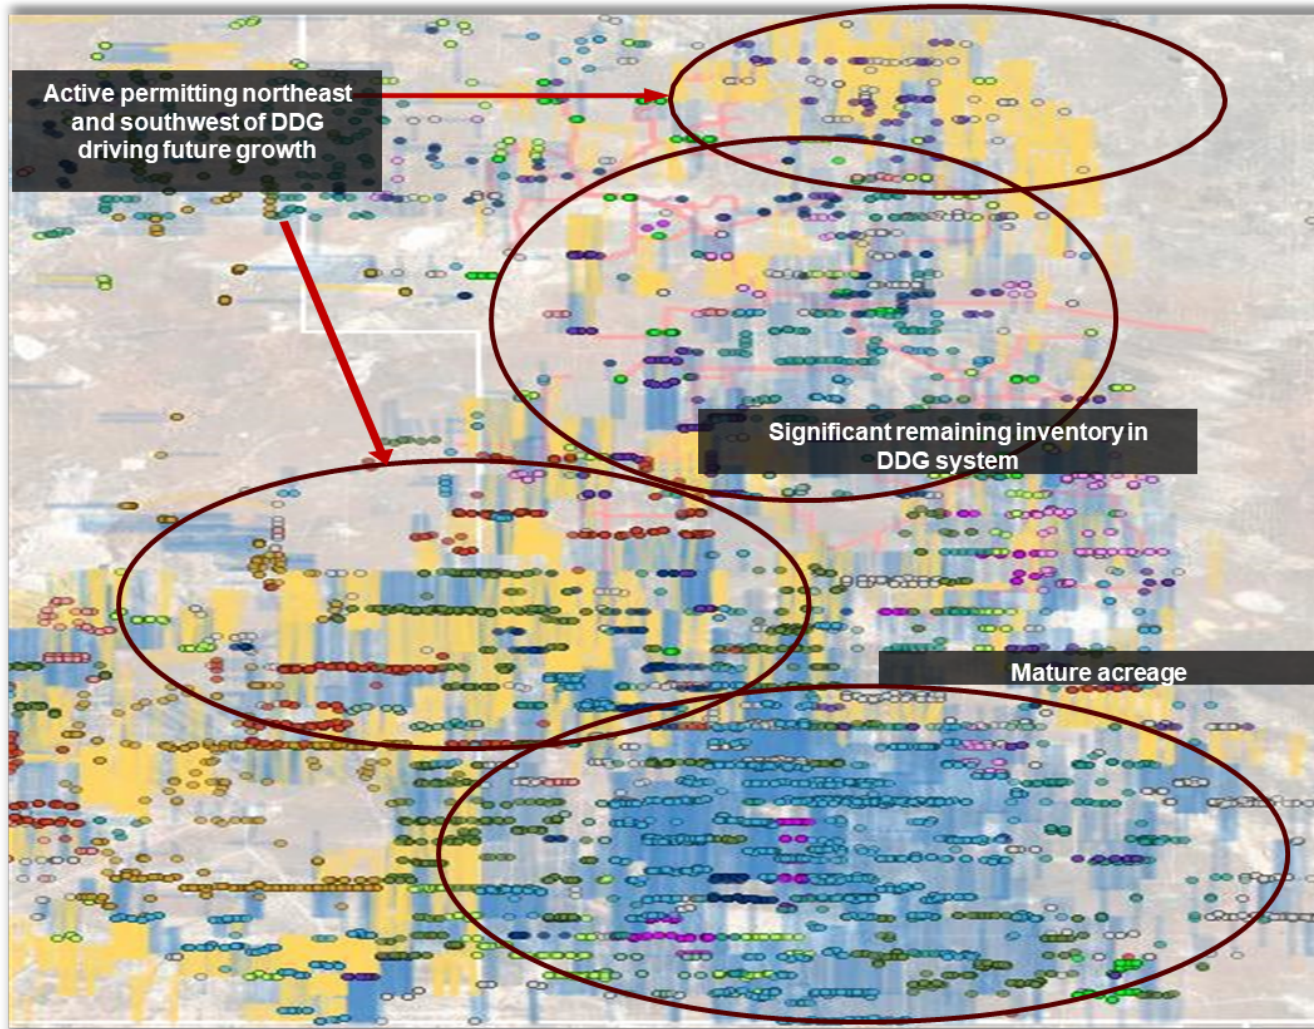 Active permitting northeast
and southwest of DDG
driving future growth
Significant remaining inventory in
DDG system
Mature acreage